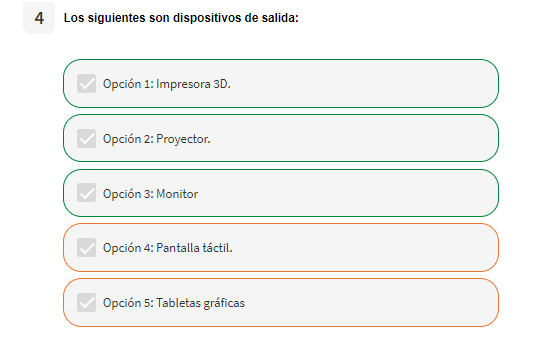 4 Los siguientes son dispositivos de salida:
Opción 1: Impresora 3D.
Opción 2: Proyector.
Opción 3: Monitor
Opción 4: Pantalla táctil.
Opción 5: Tabletas gráficas